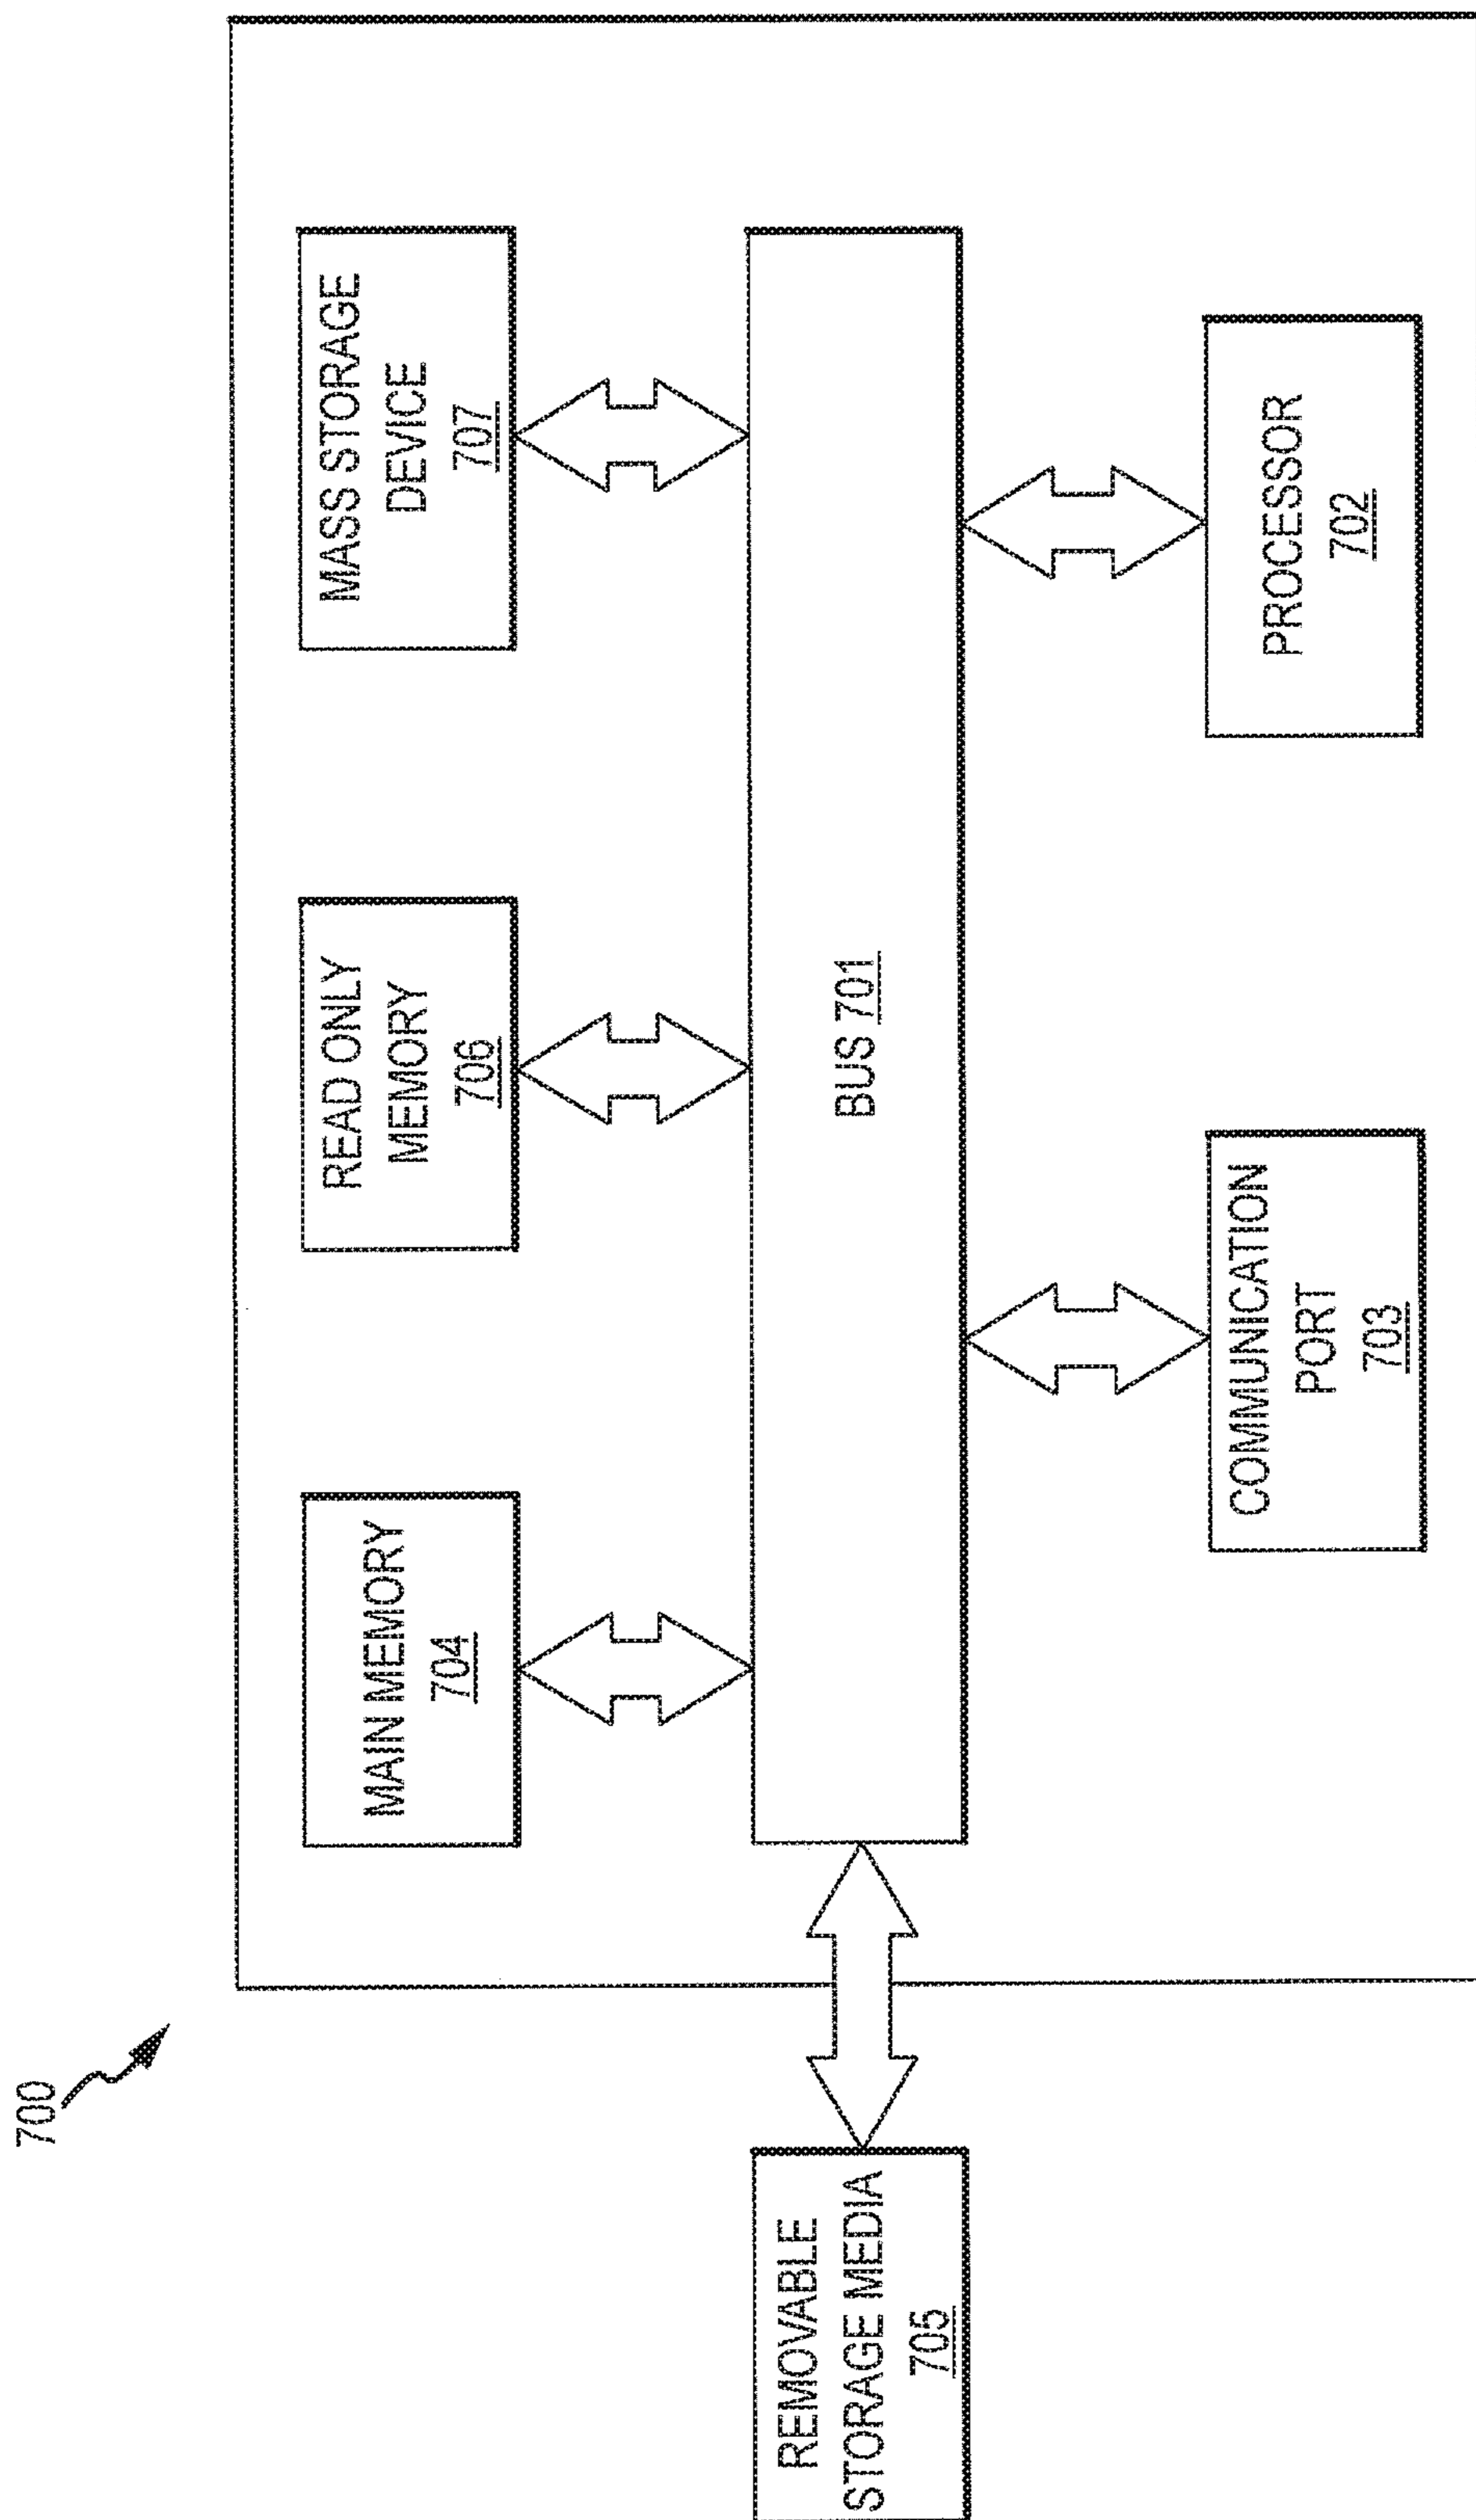 700
MAIN MEMORY
704
READ ONLY
MEMORY
706
MASS STORAGE
DEVICE
707
REMOVABLE
STORAGE MEDIA
705
BUS 701
COMMUNICATION
PORT
703
PROCESSOR
702